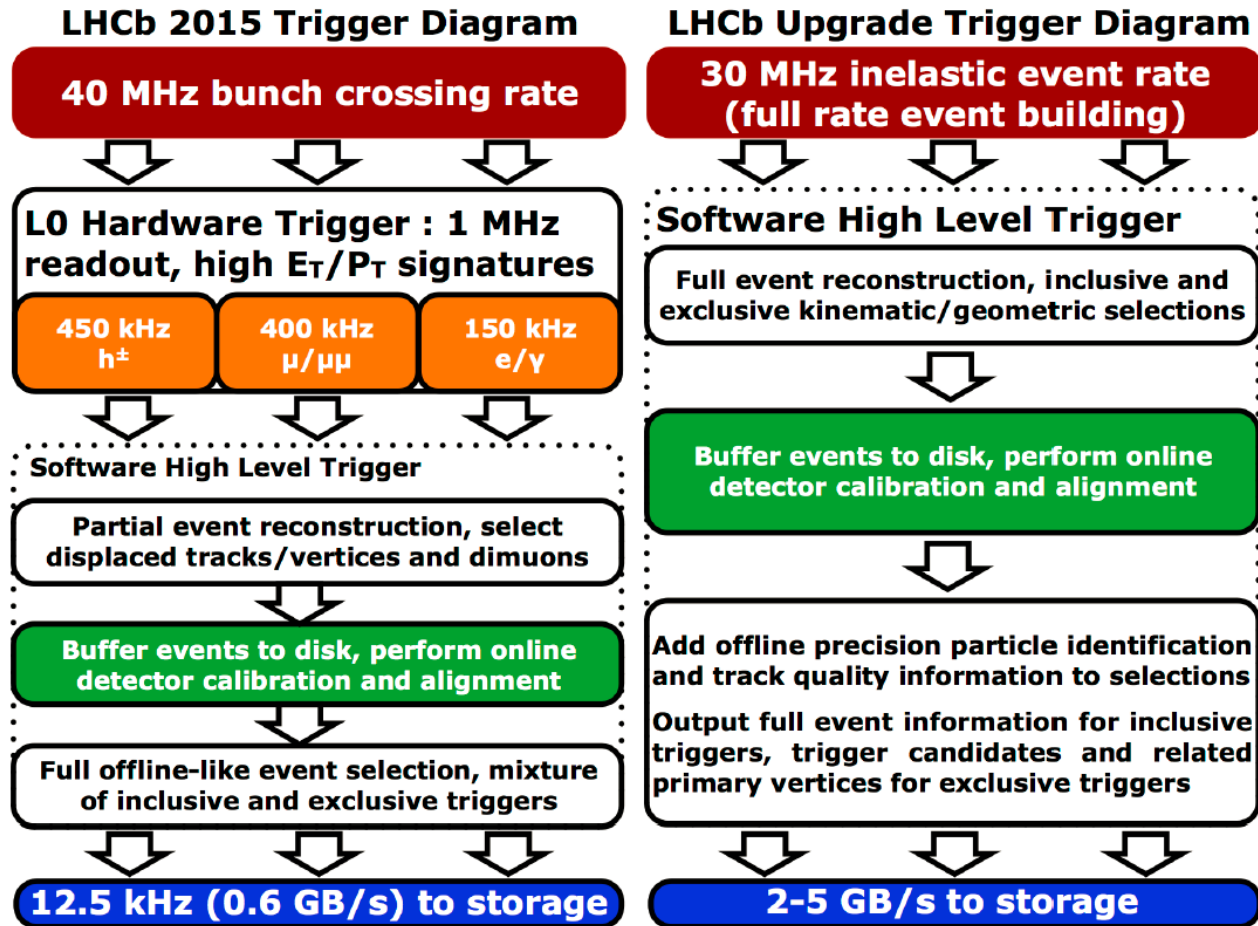 LHCb 2015 Trigger Diagram
40 MHz bunch crossing rate
L0 Hardware Trigger : 1 MHz
readout, high ET/PT signatures
450 kHz
h±
400 kHz
μ/μμ
150 kHz
e/γ
Software High Level Trigger
Partial event reconstruction, select
displaced tracks/vertices and dimuons
Buffer events to disk, perform online
detector calibration and alignment
Full offline-like event selection, mixture
of inclusive and exclusive triggers
12.5 kHz (0.6 GB/s) to storage
LHCb Upgrade Trigger Diagram
30 MHz inelastic event rate
(full rate event building)
Software High Level Trigger
Full event reconstruction, inclusive and
exclusive kinematic/geometric selections
Buffer events to disk, perform online
detector calibration and alignment
Add offline precision particle identification
and track quality information to selections
Output full event information for inclusive
triggers, trigger candidates and related
primary vertices for exclusive triggers
2-5 GB/s to storage